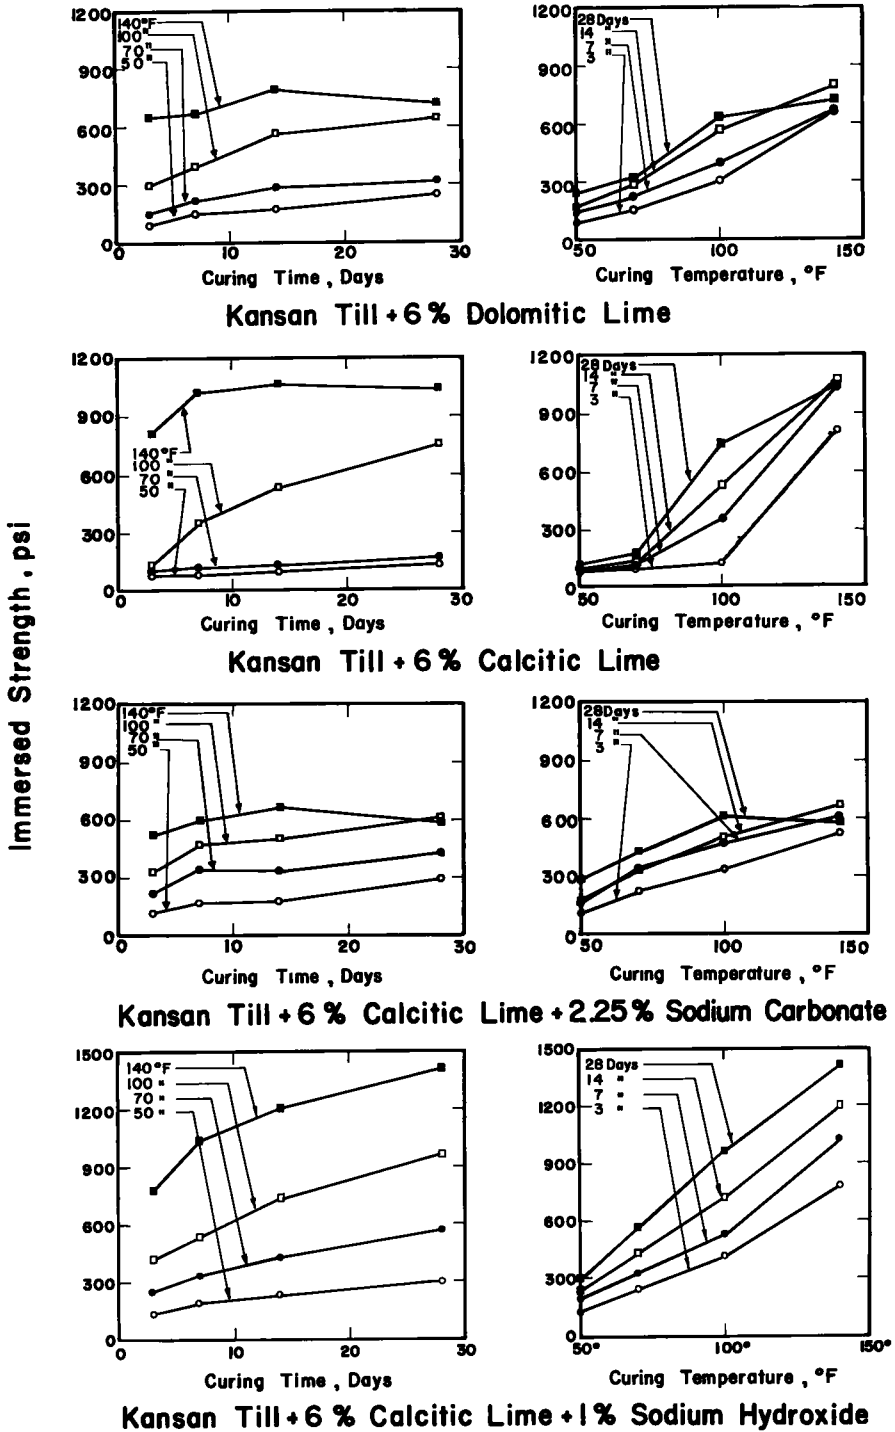 Immersed Strength, psi
1200
900
600
300
0
140°F
100 "
70 "
50 "
0 10 20 30
Curing Time, Days
1200
900
600
300
0
28 Days
14 "
7 "
3 "
50 100 150
Curing Temperature, °F
Kansan Till + 6% Dolomitic Lime
1200
900
600
300
0
140°F
100 "
70 "
50 "
0 10 20 30
Curing Time, Days
1200
900
600
300
0
28 Days
14 "
7 "
3 "
50 100 150
Curing Temperature, °F
Kansan Till + 6% Calcitic Lime
1200
900
600
300
0
140°F
100 "
70 "
50 "
0 10 20 30
Curing Time, Days
1200
900
600
300
0
28 Days
14 "
7 "
3 "
50 100 150
Curing Temperature, °F
Kansan Till + 6% Calcitic Lime + 2.25% Sodium Carbonate
1500
1200
900
600
300
0
140°F
100 "
70 "
50 "
0 10 20 30
Curing Time, Days
1500
1200
900
600
300
0
28 Days
14 "
7 "
3 "
50° 100° 150°
Curing Temperature, °F
Kansan Till + 6% Calcitic Lime + 1% Sodium Hydroxide